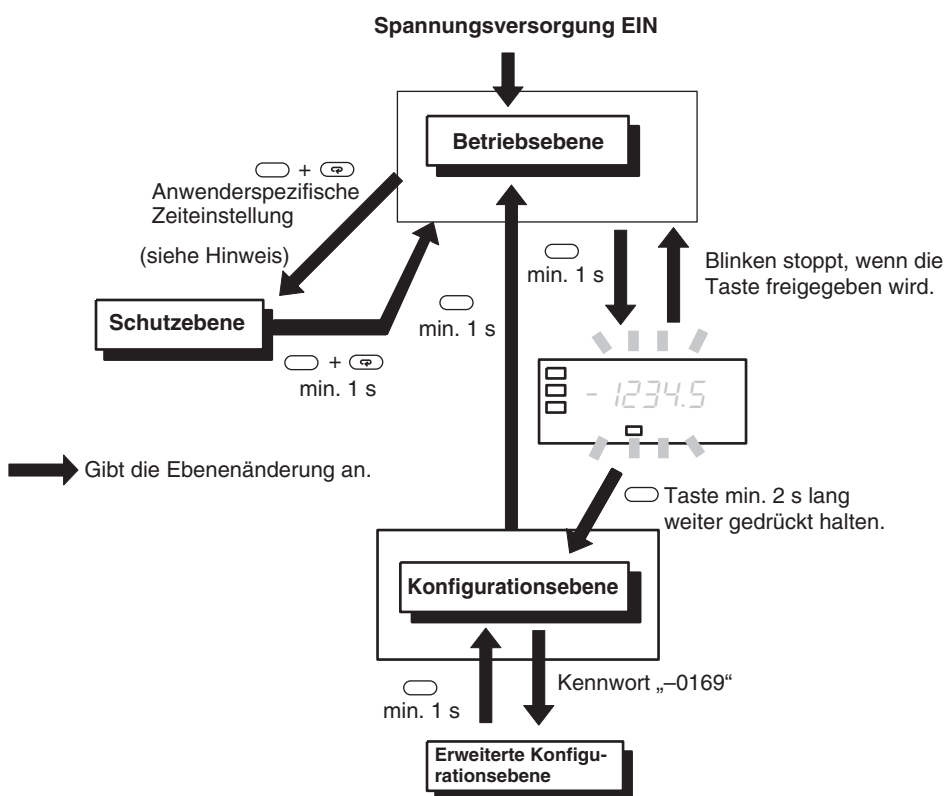 Spannungsversorgung EIN
Betriebsebene
+
Anwenderspezifische
Zeiteinstellung
(siehe Hinweis)
min. 1 s
Blinken stoppt, wenn die
Taste freigegeben wird.
Schutzebene
min. 1 s
+
min. 1 s
- 1234.5
Gibt die Ebenenänderung an.
Taste min. 2 s lang
weiter gedrückt halten.
Konfigurationsebene
Kennwort „–0169“
min. 1 s
Erweiterte Konfigu-
rationsebene